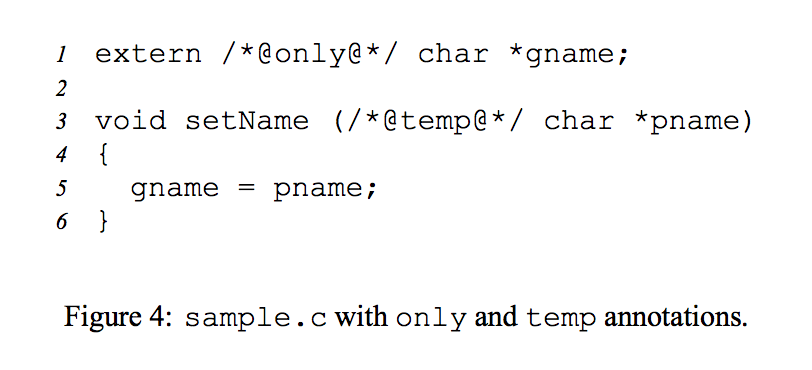 1 extern /*@only@*/ char *gname;
2
3 void setName (/*@temp@*/ char *pname)
4 {
5 gname = pname;
6 }
Figure 4: sample.c with only and temp annotations.